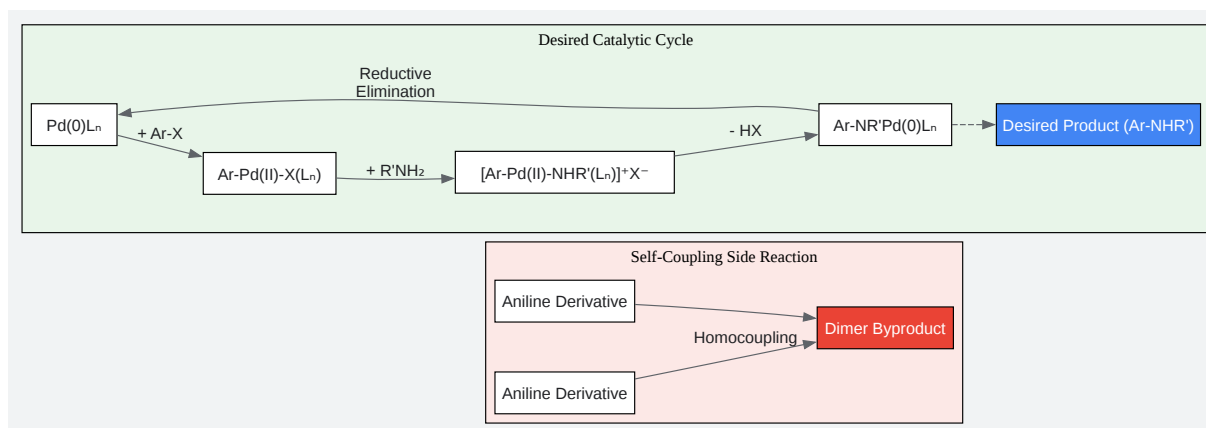 Desired Catalytic Cycle
Reductive
Elimination
Pd(0)Lₙ
+ Ar-X
Ar-Pd(II)-X(Lₙ)
+ R'NH₂
[Ar-Pd(II)-NHR'(Lₙ)]⁺X⁻
- HX
Ar-NR'Pd(0)Lₙ
Desired Product (Ar-NHR')
Self-Coupling Side Reaction
Aniline Derivative
Homocoupling
Dimer Byproduct
Aniline Derivative